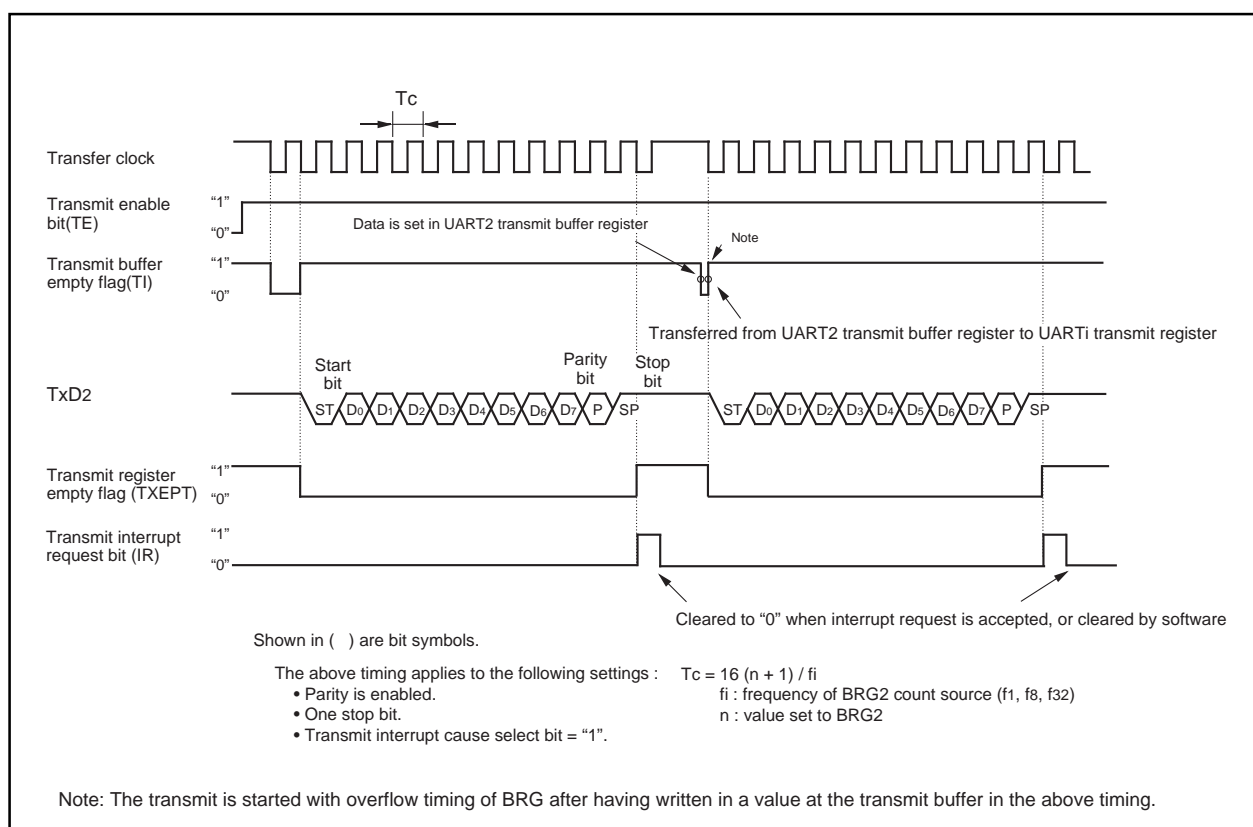 Tc
Transfer clock
Transmit enable
bit(TE)
“1”
“0”
Data is set in UART2 transmit buffer register
Note
Transmit buffer
empty flag(TI)
“1”
“0”
Transferred from UART2 transmit buffer register to UARTi transmit register
Start
bit
Parity
bit
Stop
bit
TxD2
ST D0 D1 D2 D3 D4 D5 D6 D7 P SP
ST D0 D1 D2 D3 D4 D5 D6 D7 P SP
Transmit register
empty flag (TXEPT)
“1”
“0”
Transmit interrupt
request bit (IR)
“1”
“0”
Cleared to “0” when interrupt request is accepted, or cleared by software
Shown in ( ) are bit symbols.
The above timing applies to the following settings :
• Parity is enabled.
• One stop bit.
• Transmit interrupt cause select bit = “1”.
Tc = 16 (n + 1) / fi
fi : frequency of BRG2 count source (f1, f8, f32)
n : value set to BRG2
Note: The transmit is started with overflow timing of BRG after having written in a value at the transmit buffer in the above timing.